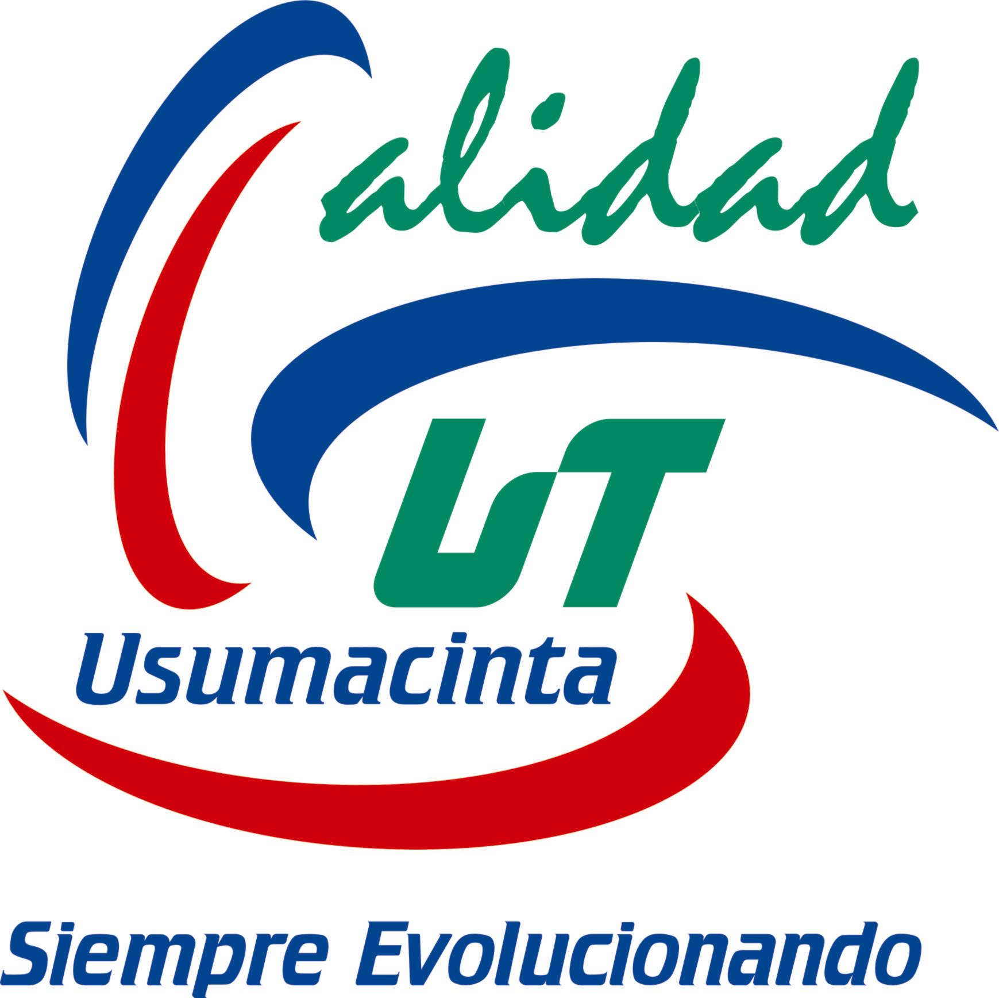 Calidad
UT
Usumacinta
Siempre Evolucionando